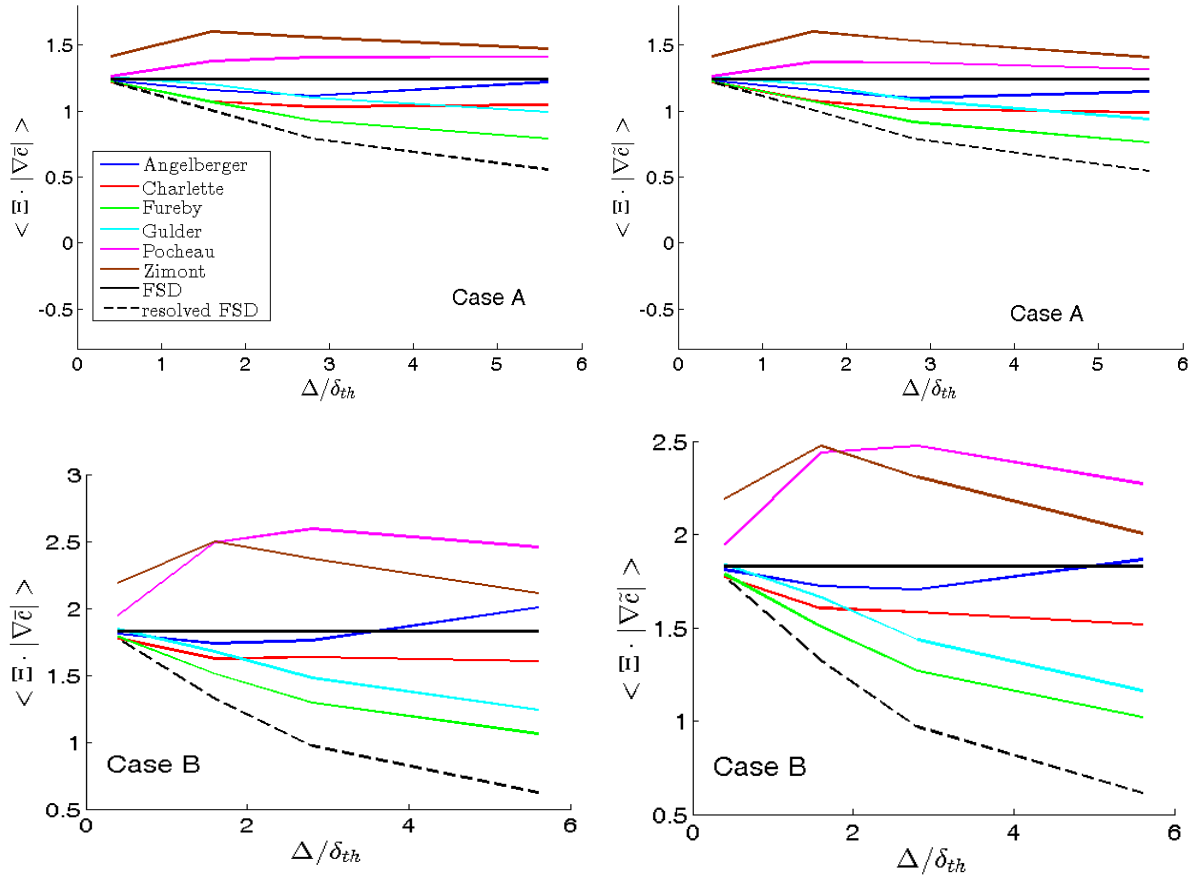 1.5
1
0.5
0
-0.5
< Ξ · |∇c̄| >
Angelberger
Charlette
Fureby
Gulder
Pocheau
Zimont
FSD
resolved FSD
Case A
0 1 2 3 4 5 6
Δ/δth
1.5
1
0.5
0
-0.5
< Ξ · |∇c̃| >
Case A
0 1 2 3 4 5 6
Δ/δth
3
2.5
2
1.5
1
0.5
< Ξ · |∇c̄| >
Case B
0 2 4 6
Δ/δth
2.5
2
1.5
1
0.5
< Ξ · |∇c̃| >
Case B
0 2 4 6
Δ/δth